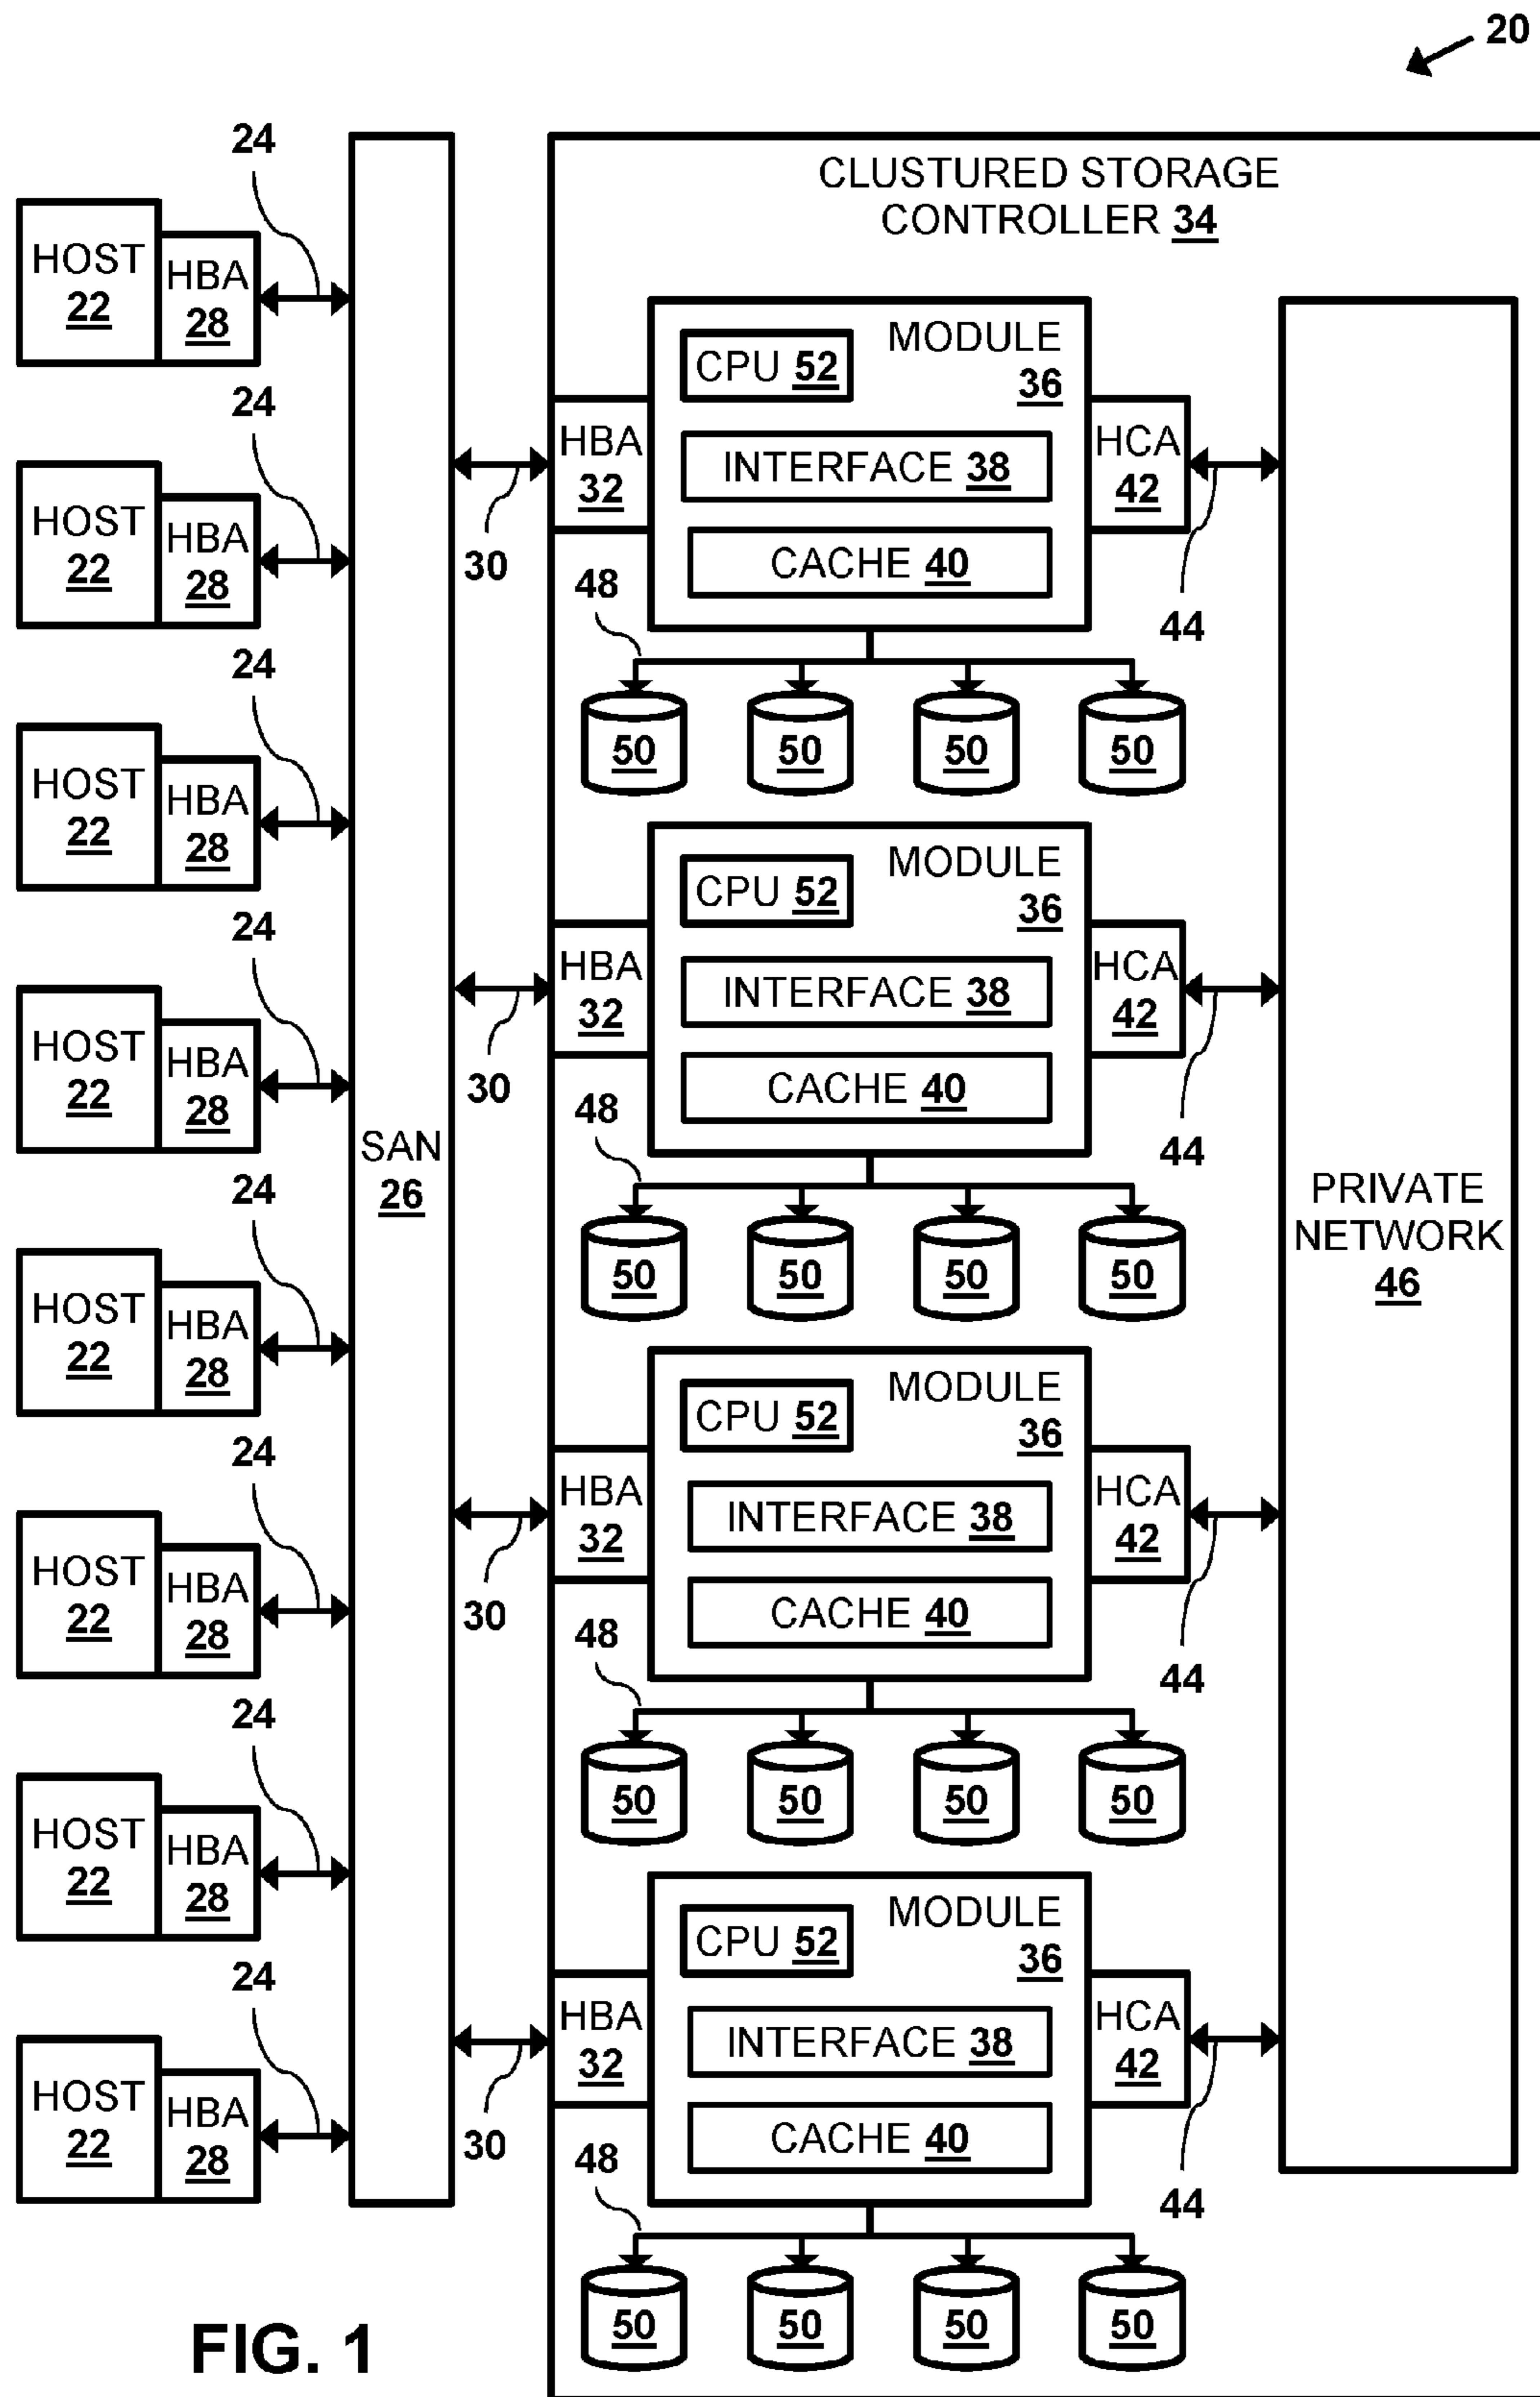 20
CLUSTURED STORAGE
CONTROLLER 34
24
HOST
22
HBA
28
24
HOST
22
HBA
28
24
HOST
22
HBA
28
24
HOST
22
HBA
28
24
HOST
22
HBA
28
24
HOST
22
HBA
28
24
HOST
22
HBA
28
24
HOST
22
HBA
28
SAN
26
30
HBA
32
CPU 52
MODULE
36
INTERFACE 38
CACHE 40
HCA
42
44
48
50 50 50 50
30
HBA
32
CPU 52
MODULE
36
INTERFACE 38
CACHE 40
HCA
42
44
48
50 50 50 50
30
HBA
32
CPU 52
MODULE
36
INTERFACE 38
CACHE 40
HCA
42
44
48
50 50 50 50
30
HBA
32
CPU 52
MODULE
36
INTERFACE 38
CACHE 40
HCA
42
44
48
50 50 50 50
PRIVATE
NETWORK
46
FIG. 1